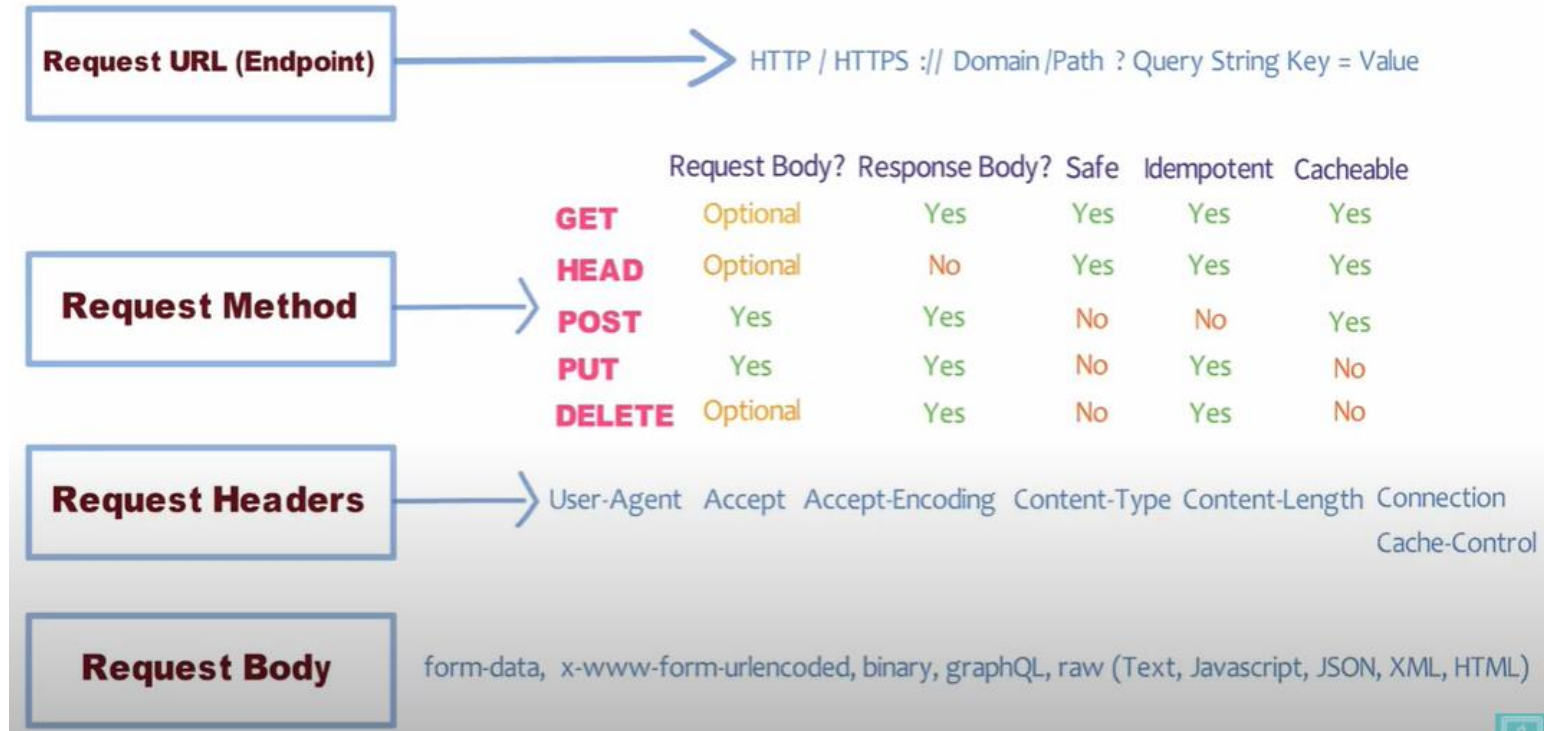 Request URL (Endpoint)
HTTP / HTTPS :// Domain /Path ? Query String Key = Value
Request Body? Response Body? Safe Idempotent Cacheable
GET Optional Yes Yes Yes Yes
HEAD Optional No Yes Yes Yes
Request Method
POST Yes Yes No No Yes
PUT Yes Yes No Yes No
DELETE Optional Yes No Yes No
Request Headers
User-Agent Accept Accept-Encoding Content-Type Content-Length Connection
Cache-Control
Request Body
form-data, x-www-form-urlencoded, binary, graphQL, raw (Text, Javascript, JSON, XML, HTML)